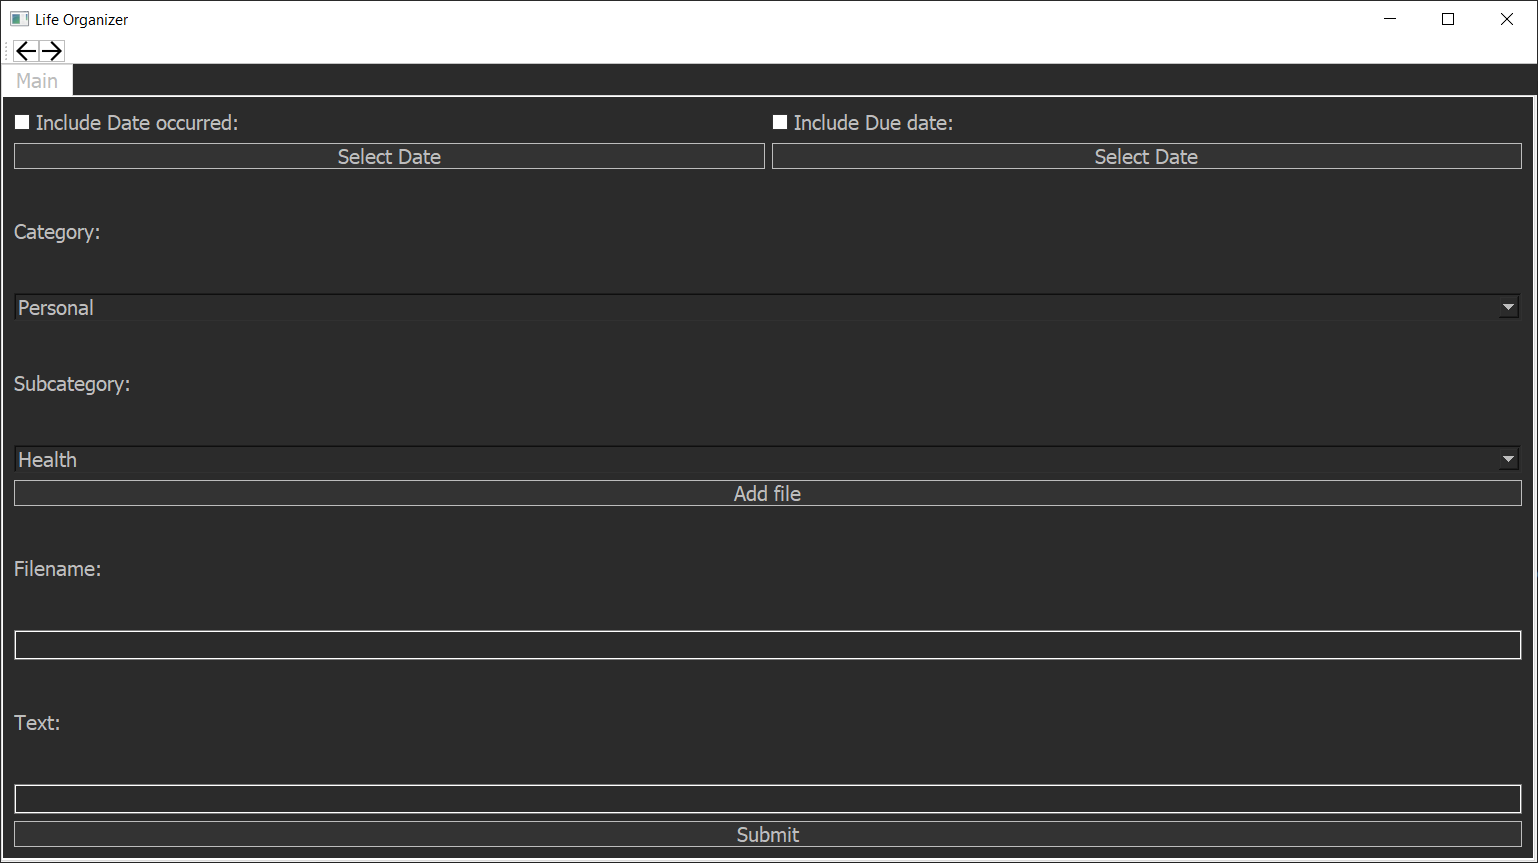 Life Organizer
Main
Include Date occurred:
Include Due date:
Select Date
Select Date
Category:
Personal
Subcategory:
Health
Add file
Filename:
Text:
Submit